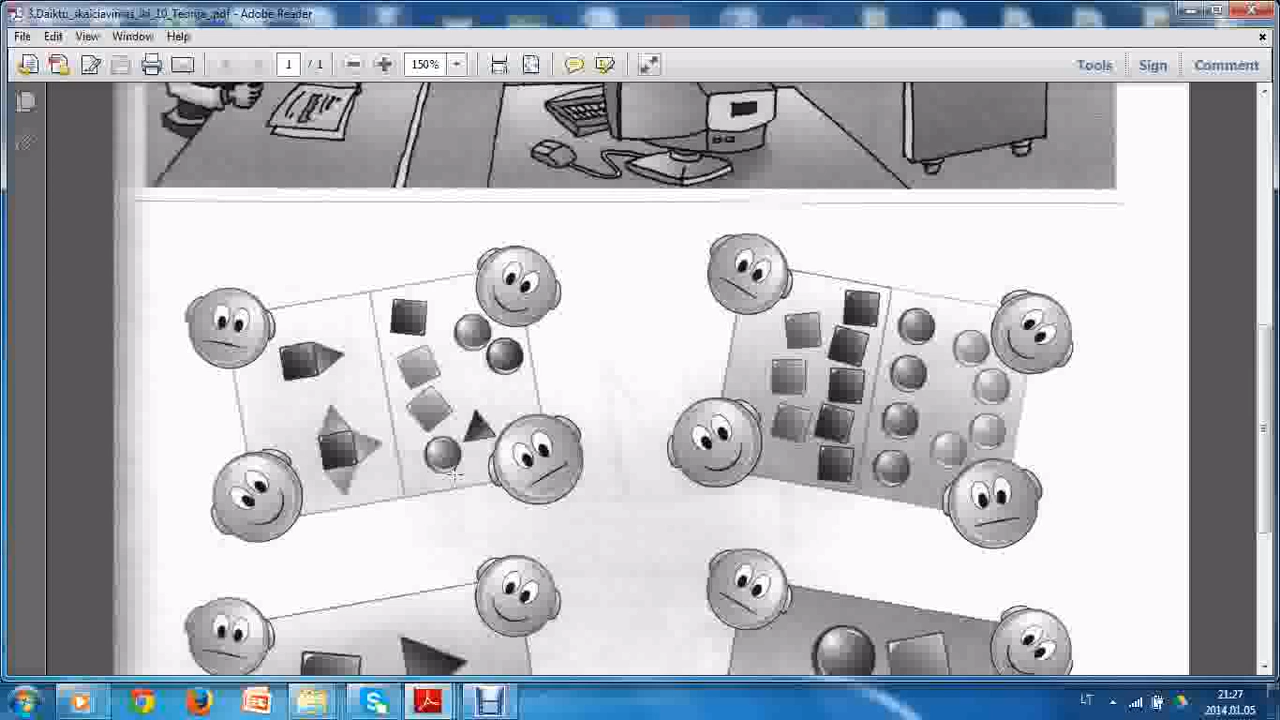 3.Daiktu_skaiciavimas_iki_10_Teorija_.pdf - Adobe Reader
File Edit View Window Help
1 / 1 150% Tools Sign Comment
LT 21:27
2014.01.05